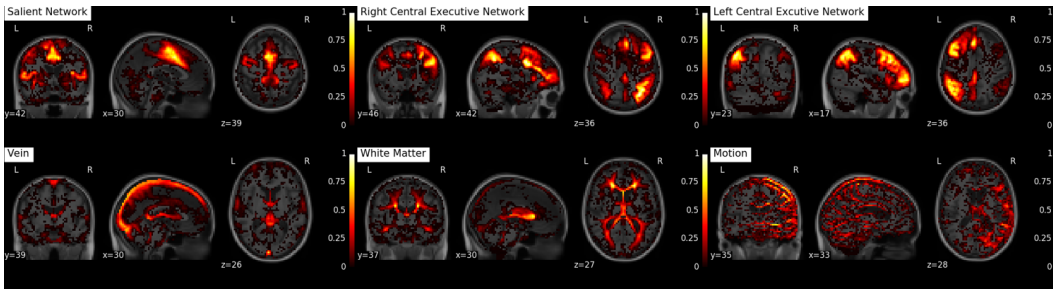 Salient Network
L R
y=42 x=30 z=39
1
0.75
0.5
0.25
0
Right Central Executive Network
L R
y=46 x=42 z=36
1
0.75
0.5
0.25
0
Left Central Excutive Network
L R
y=23 x=17 z=36
1
0.75
0.5
0.25
0
Vein
L R L R
y=39 x=30 z=26
1
0.75
0.5
0.25
0
White Matter
L R L R
y=37 x=30 z=27
1
0.75
0.5
0.25
0
Motion
L R L R
y=35 x=33 z=28
1
0.75
0.5
0.25
0